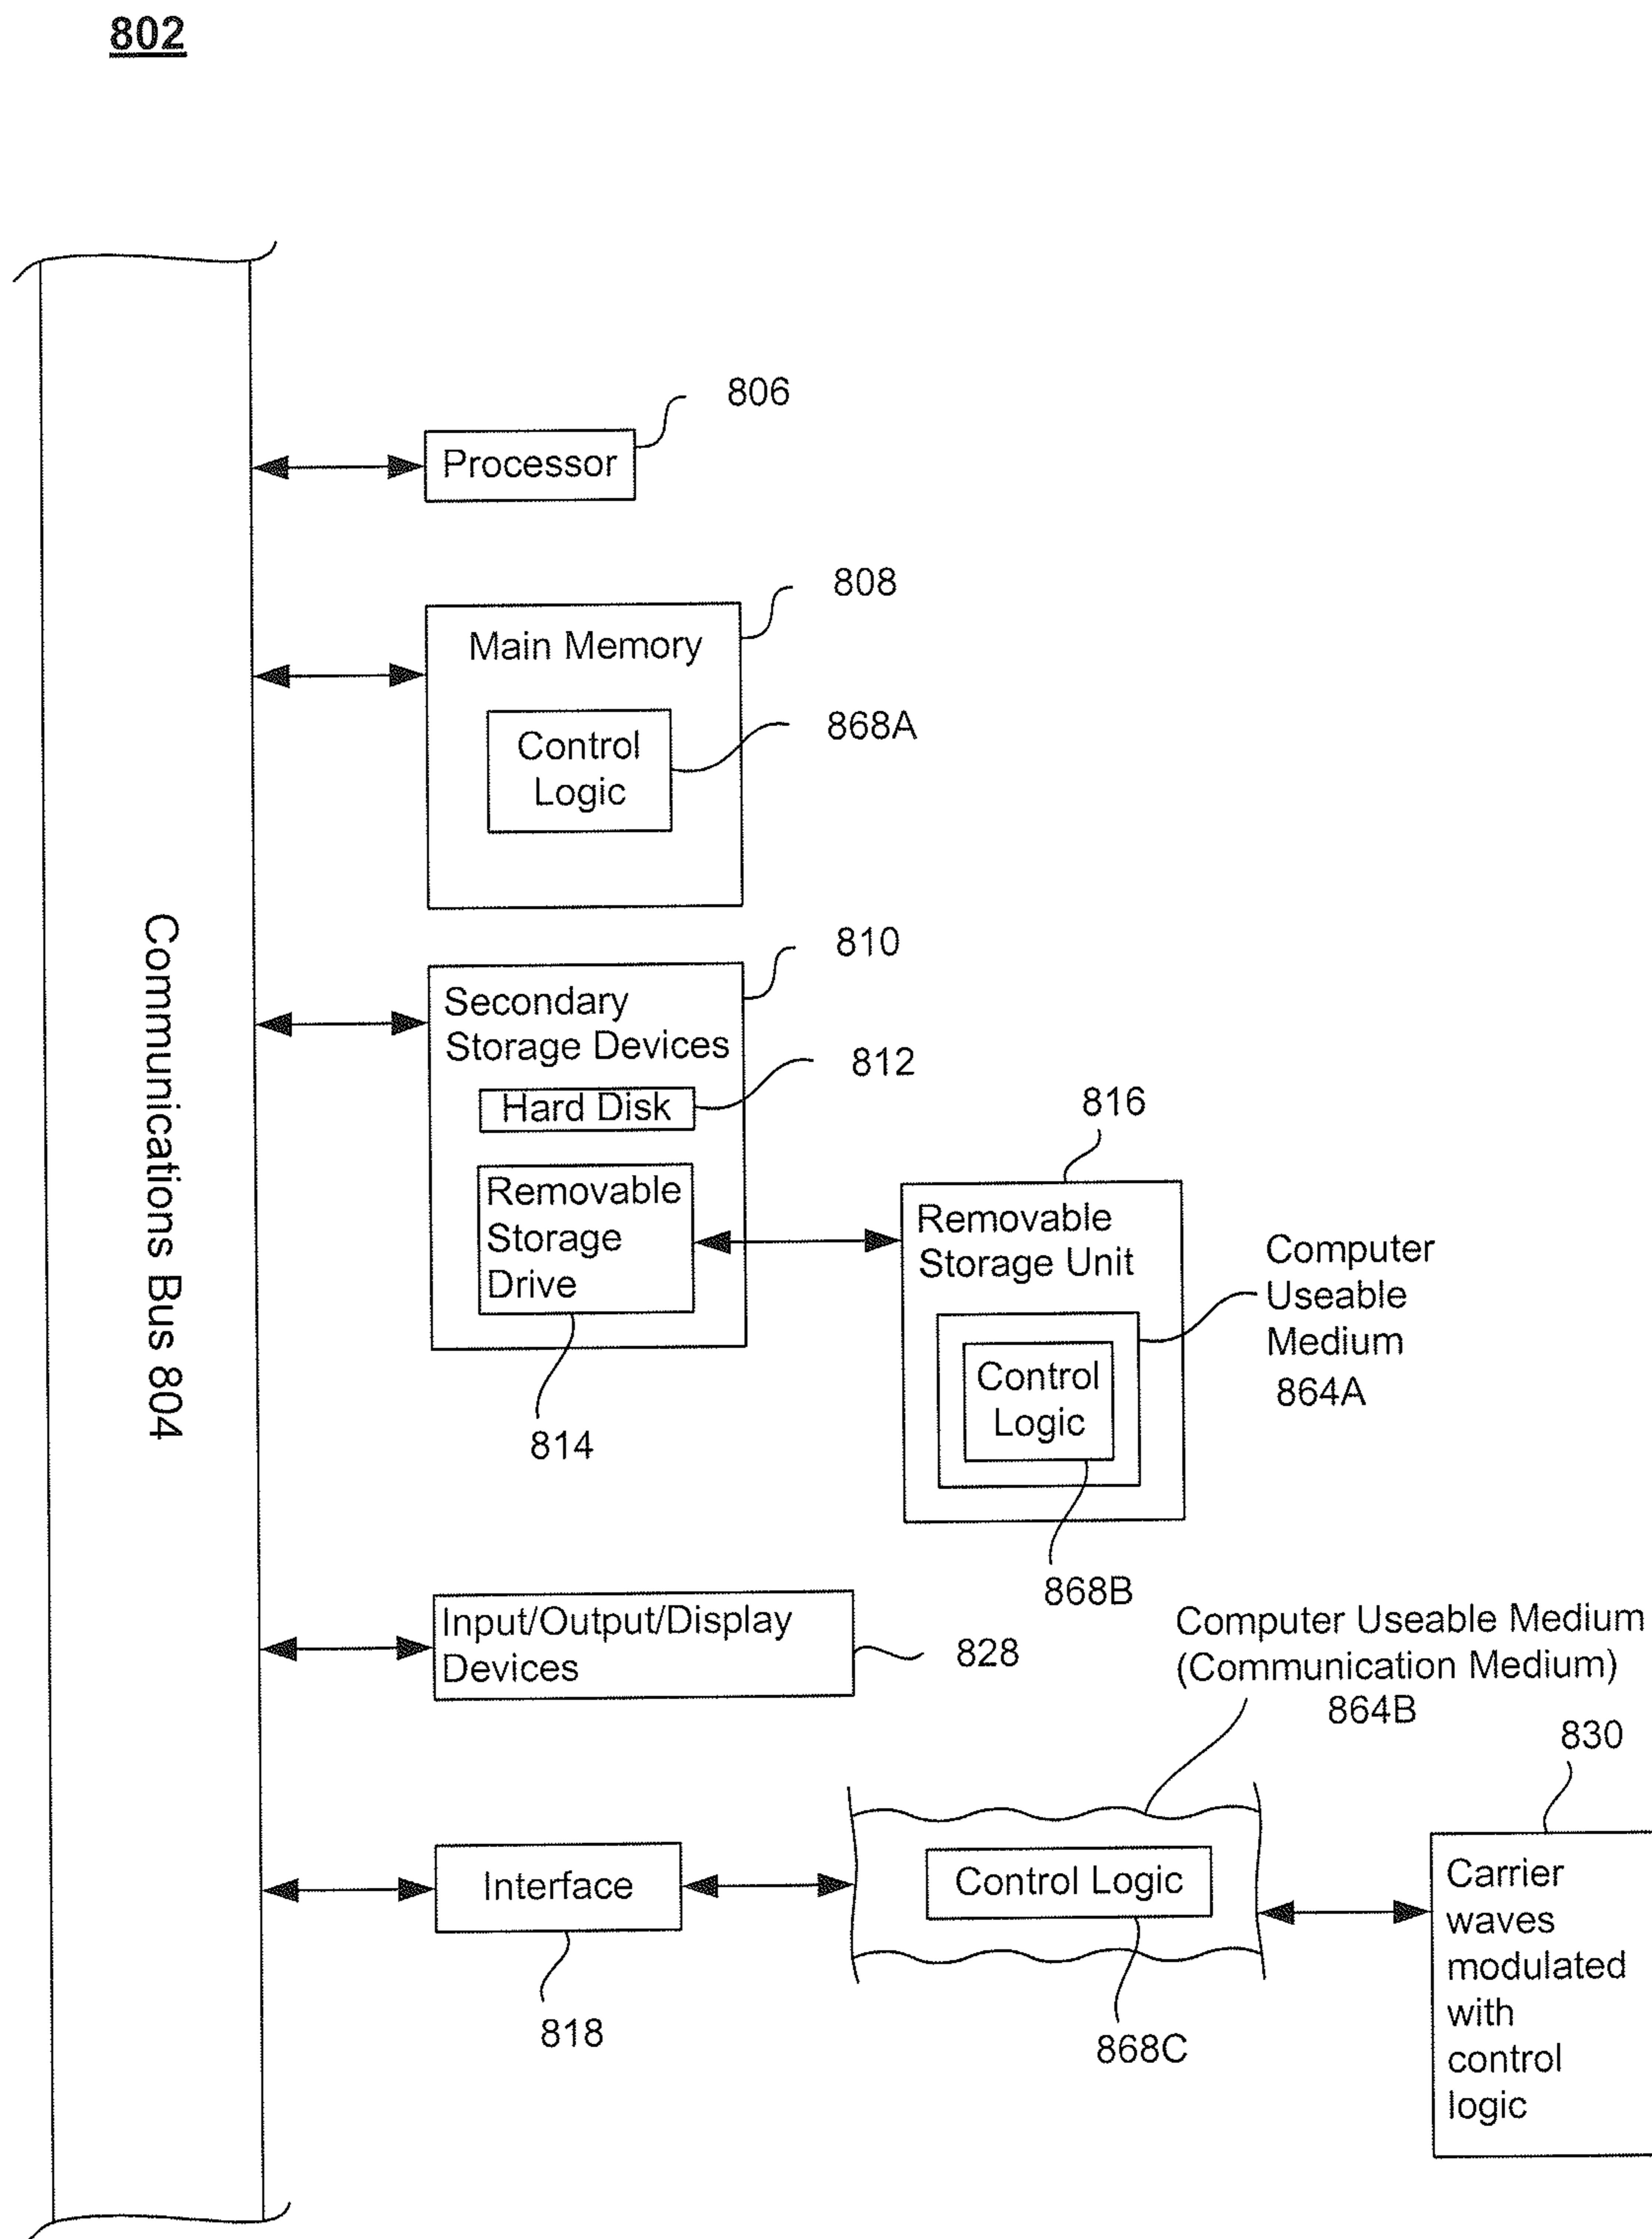 802
806
Processor
808
Main Memory
868A
Control
Logic
810
Secondary
Storage Devices
812
Hard Disk
Removable
Storage
Drive
814
816
Removable
Storage Unit
Computer
Useable
Medium
864A
Control
Logic
868B
Communications Bus 804
Input/Output/Display
Devices
828
Computer Useable Medium
(Communication Medium)
864B
830
Interface
818
Control Logic
868C
Carrier
waves
modulated
with
control
logic